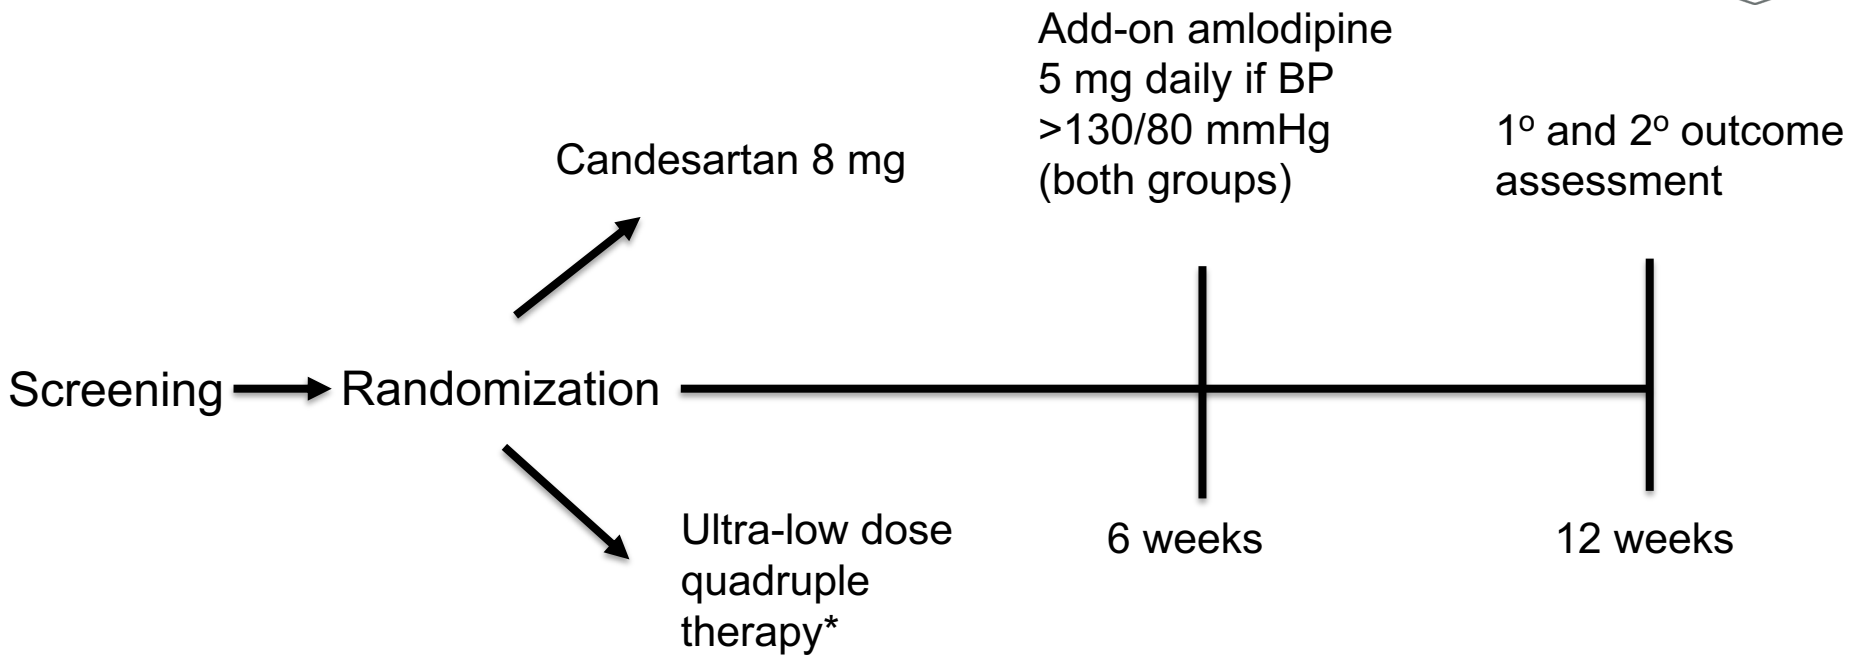 Add-on amlodipine
5 mg daily if BP
>130/80 mmHg
(both groups)
1º and 2º outcome
assessment
Candesartan 8 mg
Screening
Randomization
Ultra-low dose
quadruple
therapy*
6 weeks
12 weeks